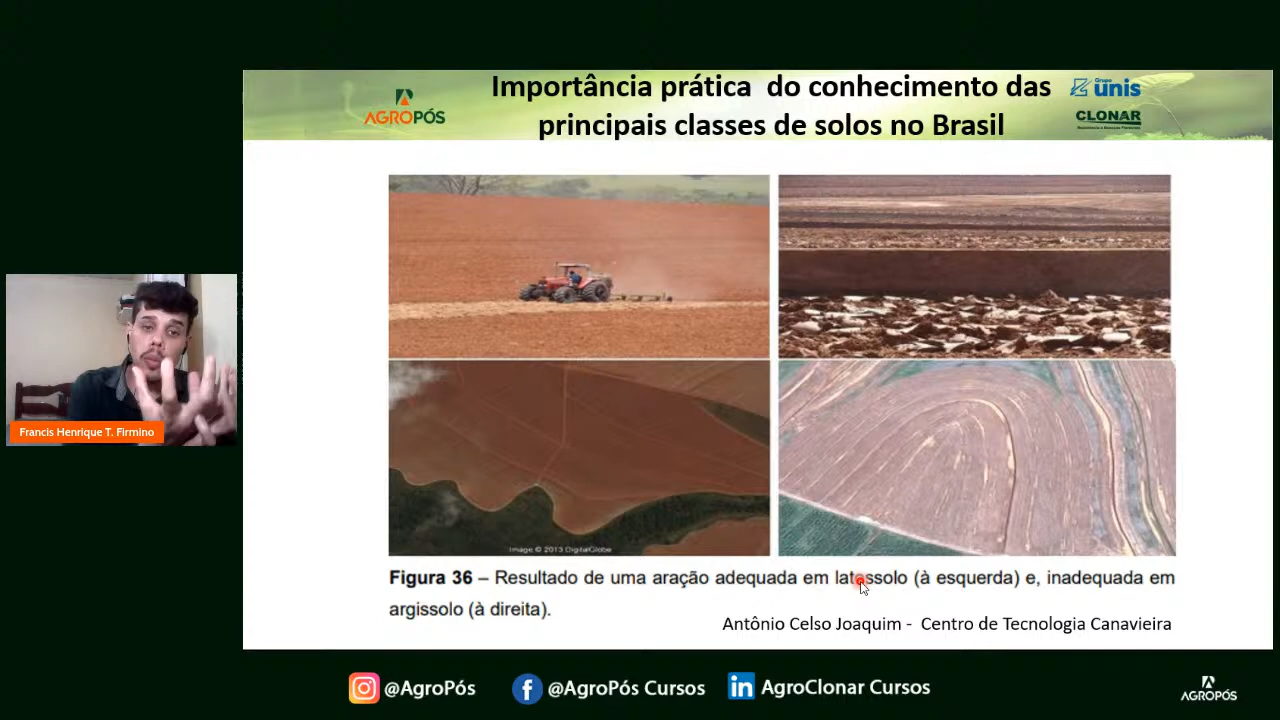 Importância prática do conhecimento das
principais classes de solos no Brasil
AGROPÓS
Grupo
unis
CLONAR
Francis Henrique T. Firmino
Image © 2013 DigitalGlobe
Figura 36 – Resultado de uma aração adequada em latossolo (à esquerda) e, inadequada em
argissolo (à direita).
Antônio Celso Joaquim - Centro de Tecnologia Canavieira
@AgroPós
@AgroPós Cursos
AgroClonar Cursos
AGROPÓS